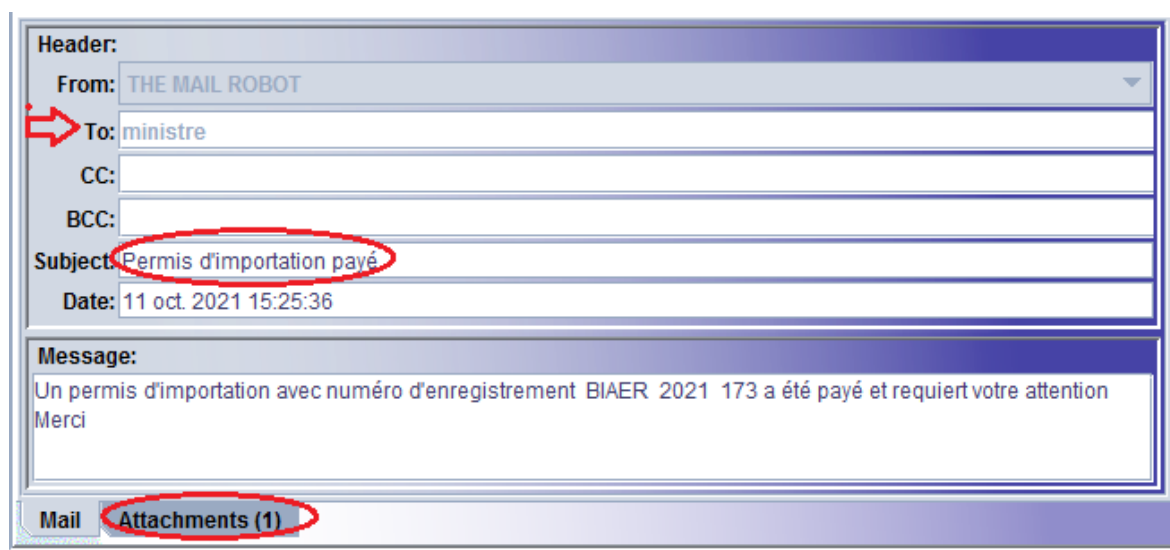 Header:
From: THE MAIL ROBOT
To: ministre
CC:
BCC:
Subject: Permis d'importation payé
Date: 11 oct. 2021 15:25:36
Message:
Un permis d'importation avec numéro d'enregistrement BIAER 2021 173 a été payé et requiert votre attention
Merci
Mail Attachments (1)